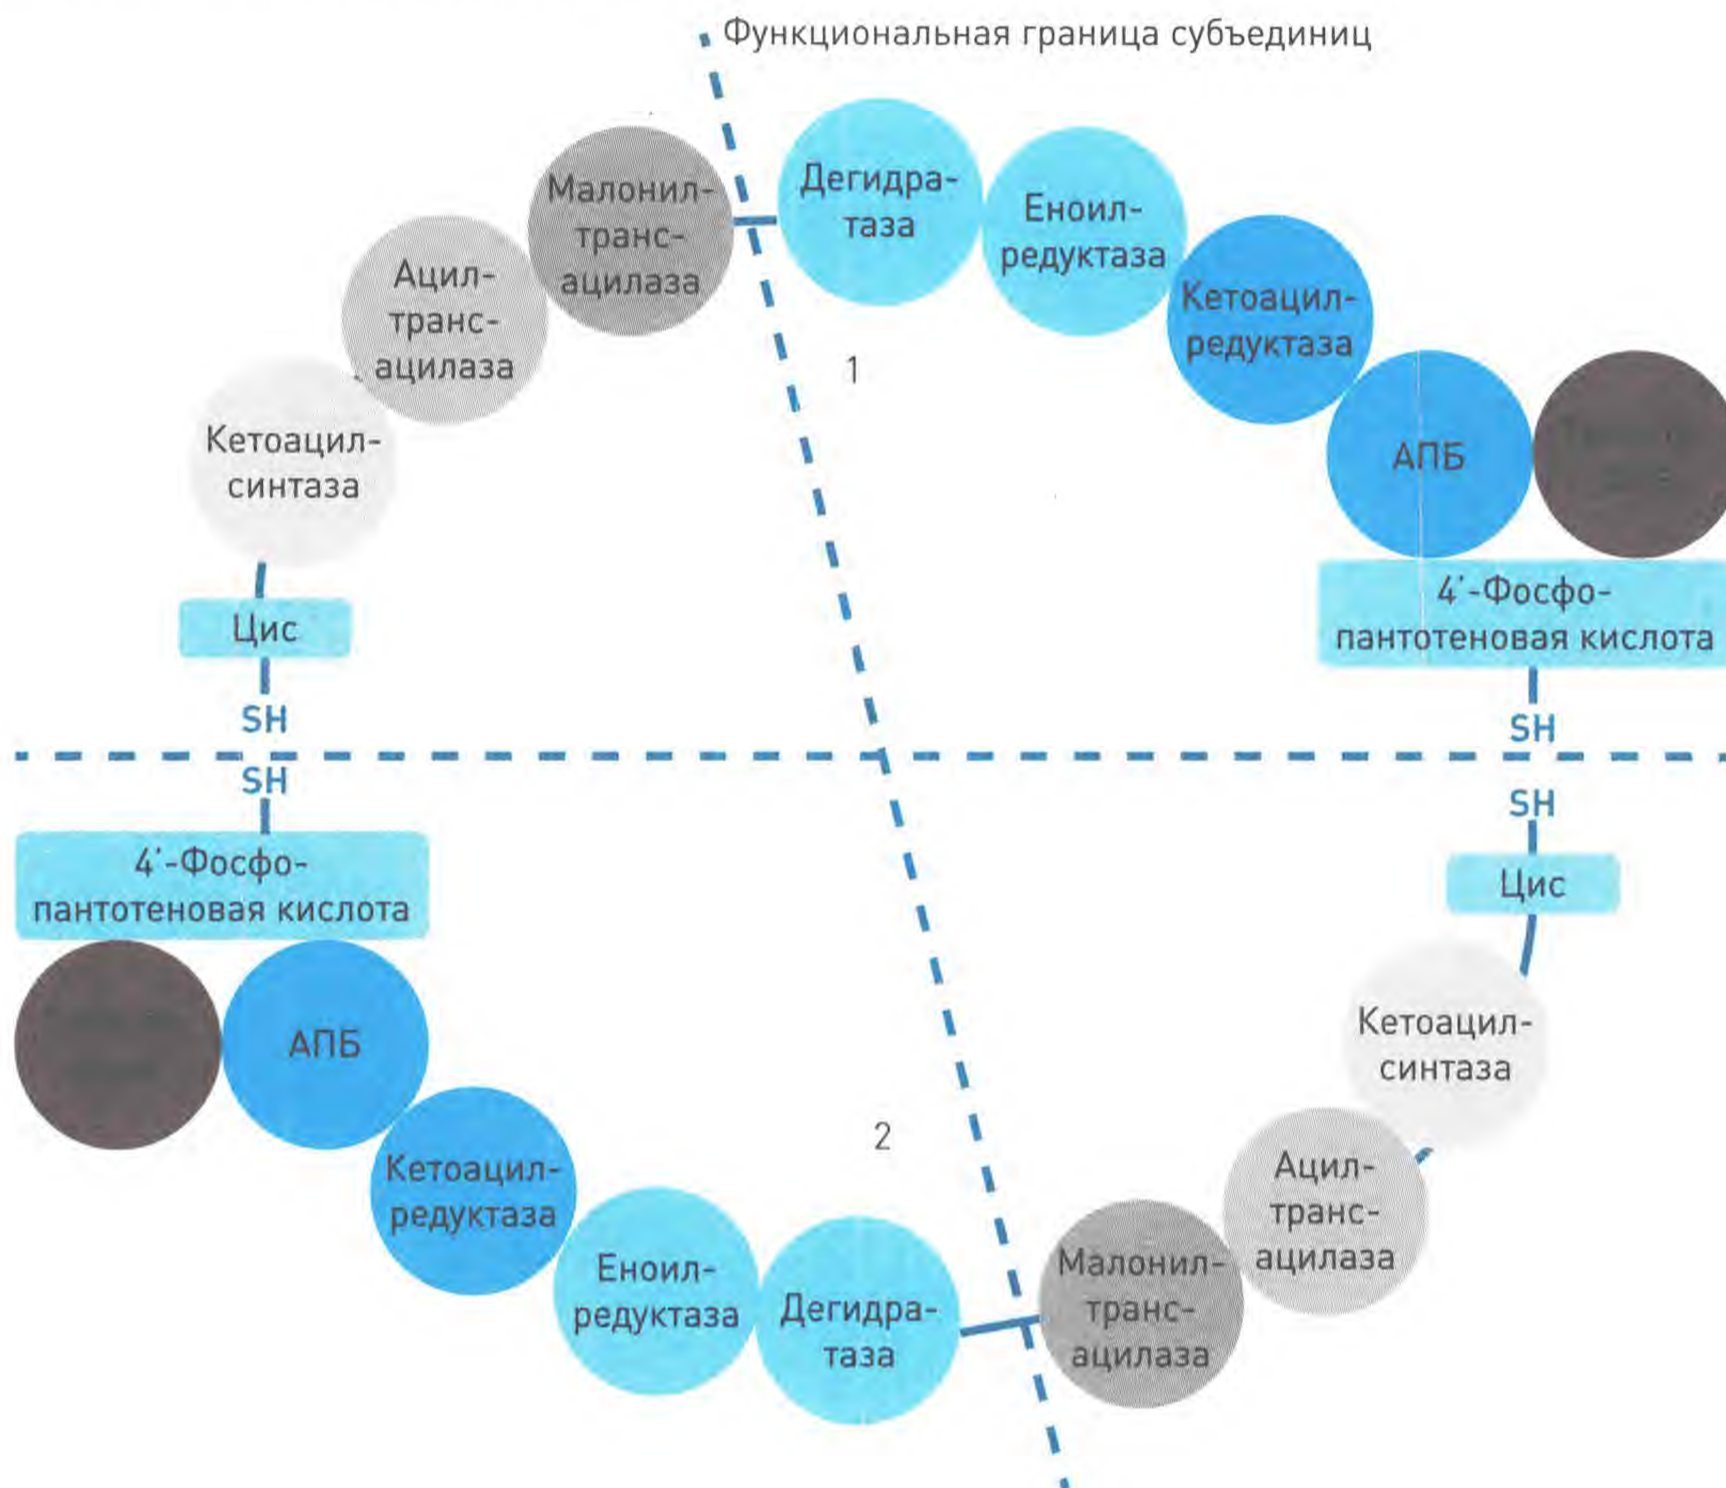 Функциональная граница субъединиц
Дегидра-
таза
Еноил-
редуктаза
Кетоацил-
редуктаза
АПБ
4'-Фосфо-
пантотеновая кислота
SH
Малонил-
транс-
ацилаза
Ацил-
транс-
ацилаза
Кетоацил-
синтаза
Цис
SH
1
SH
4'-Фосфо-
пантотеновая кислота
АПБ
Кетоацил-
редуктаза
Еноил-
редуктаза
Дегидра-
таза
2
SH
Цис
Кетоацил-
синтаза
Ацил-
транс-
ацилаза
Малонил-
транс-
ацилаза